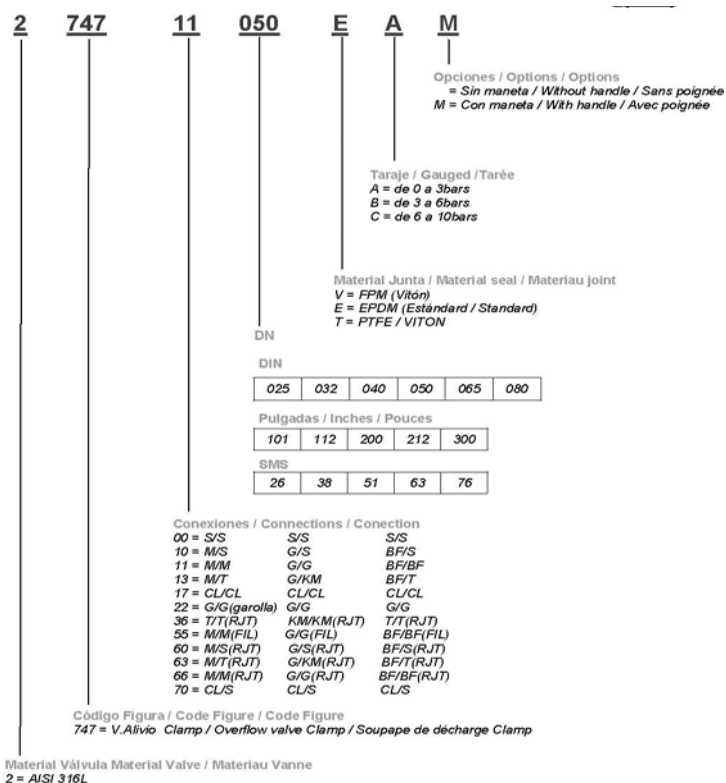 2 747 11 050 E A M
Opciones / Options / Options
= Sin maneta / Without handle / Sans poignée
M = Con maneta / With handle / Avec poignée
Taraje / Gauged /Tarée
A = de 0 a 3bars
B = de 3 a 6bars
C = de 6 a 10bars
Material Junta / Material seal / Materiau joint
V = FPM (Vitón)
E = EPDM (Estándard / Standard)
T = PTFE / VITON
DN
DIN
025 032 040 050 065 080
Pulgadas / Inches / Pouces
101 112 200 212 300
SMS
26 38 51 63 76
Conexiones / Connections / Conection
00 = S/S S/S S/S
10 = M/S G/S BF/S
11 = M/M G/G BF/BF
13 = M/T G/KM BF/T
17 = CL/CL CL/CL CL/CL
22 = G/G(garolla) G/G G/G
36 = T/T(RJT) KM/KM(RJT) T/T(RJT)
55 = M/M(FIL) G/G(FIL) BF/BF(FIL)
60 = M/S(RJT) G/S(RJT) BF/S(RJT)
63 = M/T(RJT) G/KM(RJT) BF/T(RJT)
66 = M/M(RJT) G/G(RJT) BF/BF(RJT)
70 = CL/S CL/S CL/S
Código Figura / Code Figure / Code Figure
747 = V.Alivio Clamp / Overflow valve Clamp / Soupape de décharge Clamp
Material Válvula Material Valve / Materiau Vanne
2 = AISI 316L